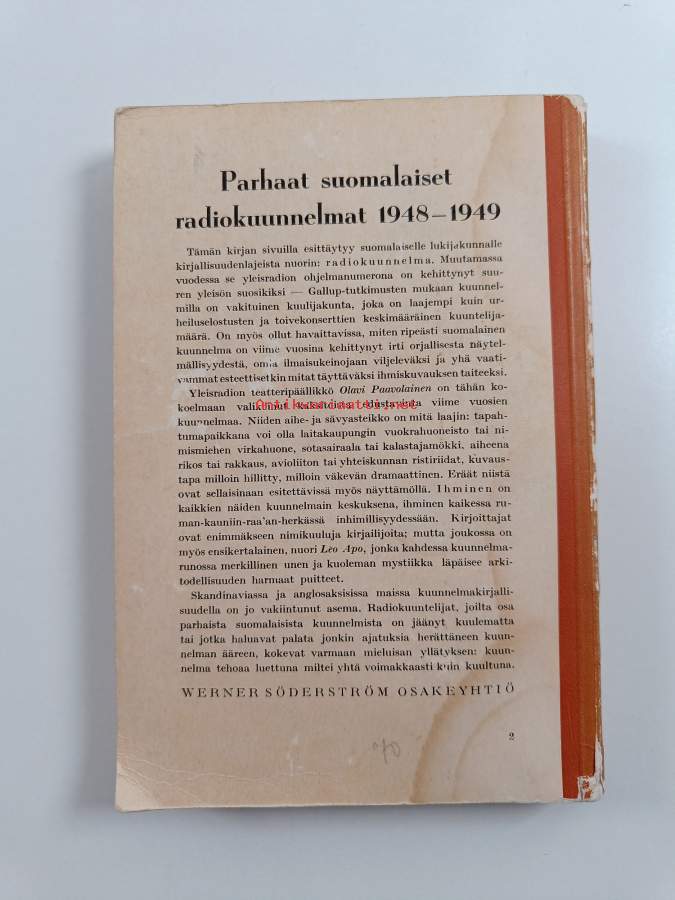 Parhaat suomalaiset
radiokuunnelmat 1948–1949
Tämän kirjan sivuilla esittäytyy suomalaiselle lukijakunnalle
kirjallisuudenlajeista nuorin: radiokuunnelma. Muutamassa
vuodessa se yleisradion ohjelmanumerona on kehittynyt suu-
ren yleisön suosikiksi — Gallup-tutkimusten mukaan kuunnel-
milla on vakituinen kuulijakunta, joka on laajempi kuin ur-
heiluselostusten ja toivekonserttien keskimääräinen kuuntelija-
määrä. On myös ollut havaittavissa, miten ripeästi suomalainen
kuunnelma on viime vuosina kehittynyt irti orjallisesta näytel-
mällisyydestä, omia ilmaisukeinojaan viljeleväksi ja yhä vaati-
vammat esteettisetkin mitat täyttäväksi ihmiskuvauksen taiteeksi.
Yleisradion teatteripäällikkö Olavi Paavolainen on tähän ko-
koelmaan valikoinut kaksitoista edustavinta viime vuosien
kuunnelmaa. Niiden aihe- ja sävyasteikko on mitä laajin: tapah-
tumapaikkana voi olla laitakaupungin vuokrahuoneisto tai ni-
mismiehen virkahuone, sotasairaala tai kalastajamökki, aiheena
rikos tai rakkaus, avioliiton tai yhteiskunnan ristiriidat, kuvaus-
tapa milloin hillitty, milloin väkevän dramaattinen. Eräät niistä
ovat sellaisinaan esitettävissä myös näyttämöllä. Ihminen on
kaikkien näiden kuunnelmain keskuksena, ihminen kaikessa ru-
man-kauniin-raa'an-herkässä inhimillisyydessään. Kirjoittajat
ovat enimmäkseen nimikuuluja kirjailijoita; mutta joukossa on
myös ensikertalainen, nuori Leo Apo, jonka kahdessa kuunnelma-
runossa merkillinen unen ja kuoleman mystiikka läpäisee arki-
todellisuuden harmaat puitteet.
Skandinaviassa ja anglosaksisissa maissa kuunnelmakirjalli-
suudella on jo vakiintunut asema. Radiokuuntelijat, joilta osa
parhaista suomalaisista kuunnelmista on jäänyt kuulematta
tai jotka haluavat palata jonkin ajatuksia herättäneen kuun-
nelman ääreen, kokevat varmaan mieluisan yllätyksen: kuun-
nelma tehoaa luettuna miltei yhtä voimakkaasti kuin kuultuna.
WERNER SÖDERSTRÖM OSAKEYHTIÖ
2
70
Antikvariaatti.net